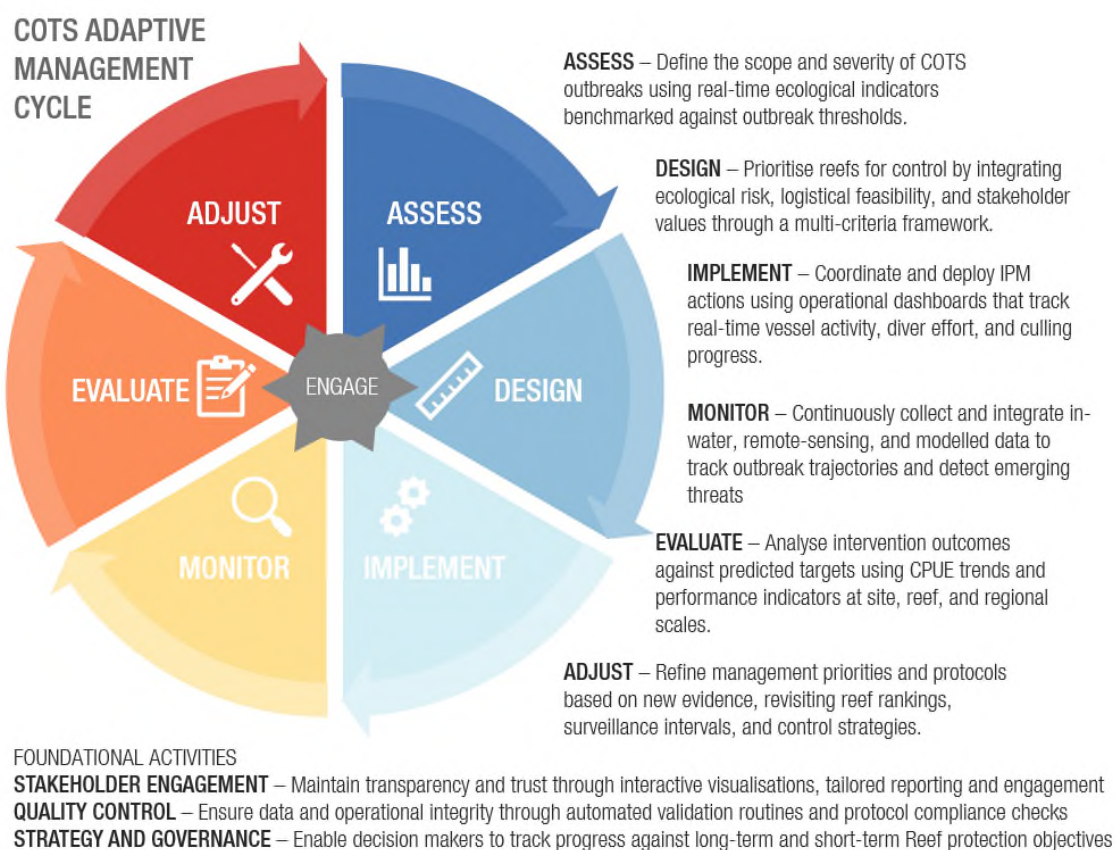 COTS ADAPTIVE
MANAGEMENT
CYCLE
ADJUST
ASSESS
EVALUATE
ENGAGE
DESIGN
MONITOR
IMPLEMENT
ASSESS – Define the scope and severity of COTS
outbreaks using real-time ecological indicators
benchmarked against outbreak thresholds.
DESIGN – Prioritise reefs for control by integrating
ecological risk, logistical feasibility, and stakeholder
values through a multi-criteria framework.
IMPLEMENT – Coordinate and deploy IPM
actions using operational dashboards that track
real-time vessel activity, diver effort, and culling
progress.
MONITOR – Continuously collect and integrate in-
water, remote-sensing, and modelled data to
track outbreak trajectories and detect emerging
threats
EVALUATE – Analyse intervention outcomes
against predicted targets using CPUE trends and
performance indicators at site, reef, and regional
scales.
ADJUST – Refine management priorities and protocols
based on new evidence, revisiting reef rankings,
surveillance intervals, and control strategies.
FOUNDATIONAL ACTIVITIES
STAKEHOLDER ENGAGEMENT – Maintain transparency and trust through interactive visualisations, tailored reporting and engagement
QUALITY CONTROL – Ensure data and operational integrity through automated validation routines and protocol compliance checks
STRATEGY AND GOVERNANCE – Enable decision makers to track progress against long-term and short-term Reef protection objectives